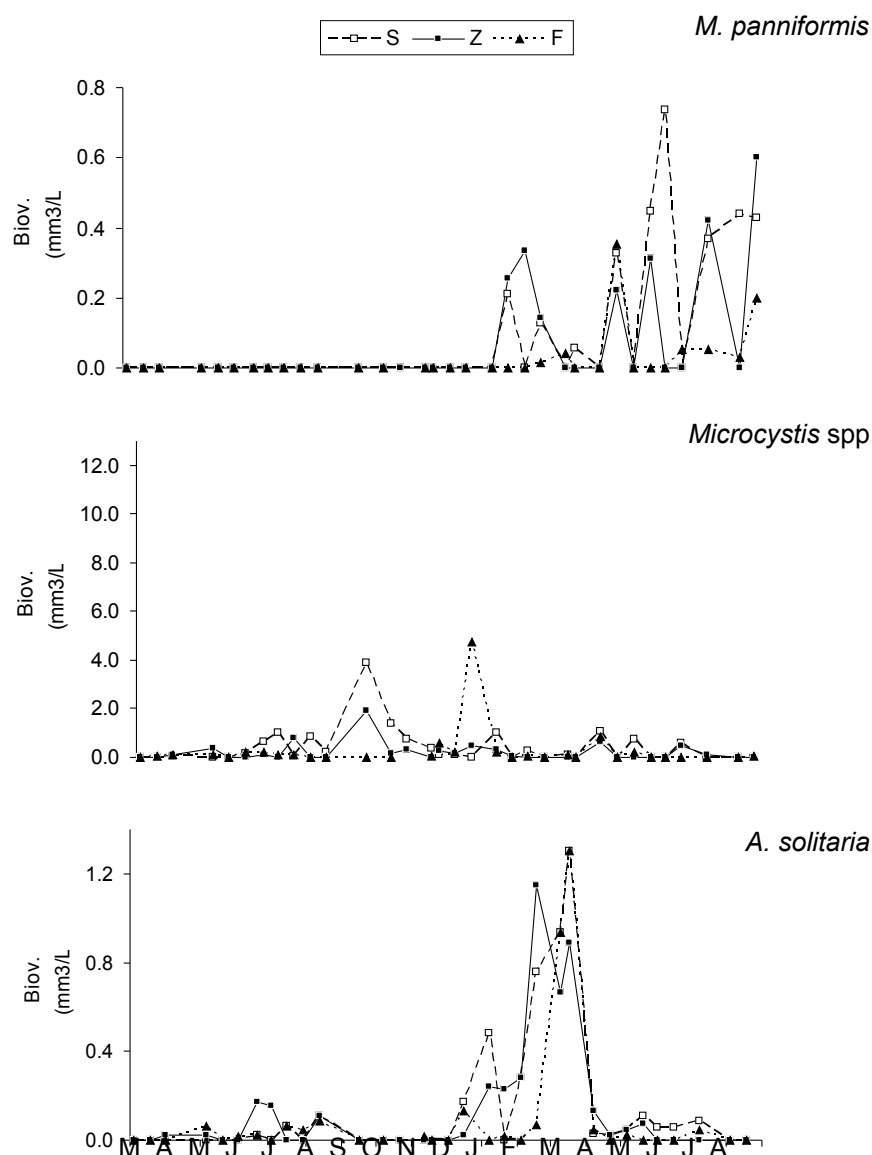 M. panniformis
S Z F
0.8
0.6
0.4
0.2
0.0
Biov.
(mm3/L
Microcystis spp
12.0
10.0
8.0
6.0
4.0
2.0
0.0
Biov.
(mm3/L
A. solitaria
1.2
0.8
0.4
0.0
Biov.
(mm3/L
M A M J J A S O N D J F M A M J J A